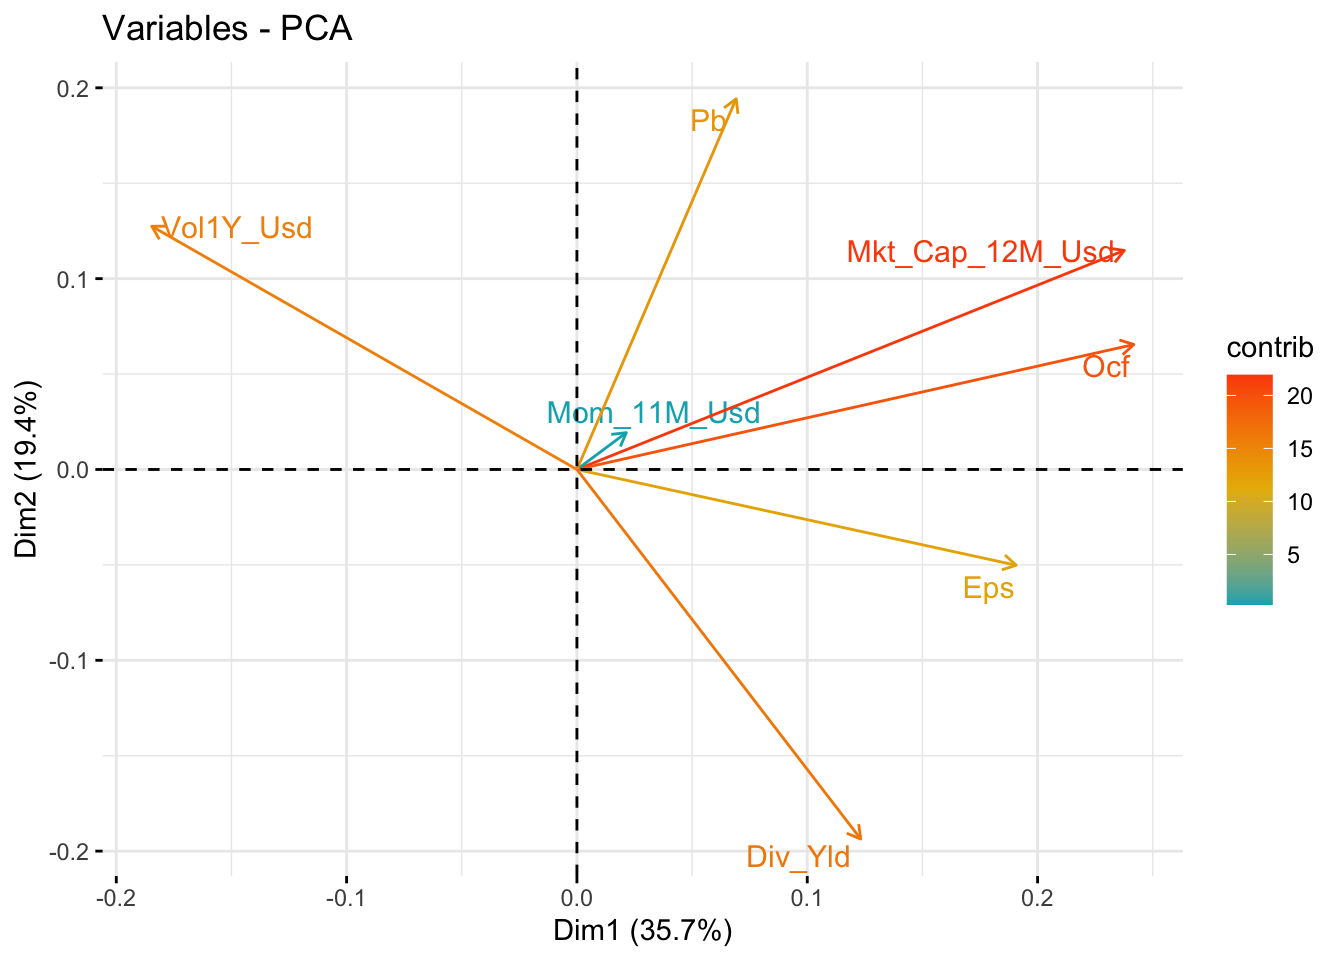 Variables - PCA
0.2
Pb
Vol1Y_Usd
Mkt_Cap_12M_Usd
0.1
Ocf
Mom_11M_Usd
0.0
Eps
-0.1
-0.2
Div_Yld
Dim2 (19.4%)
-0.2 -0.1 0.0 0.1 0.2
Dim1 (35.7%)
contrib
20
15
10
5